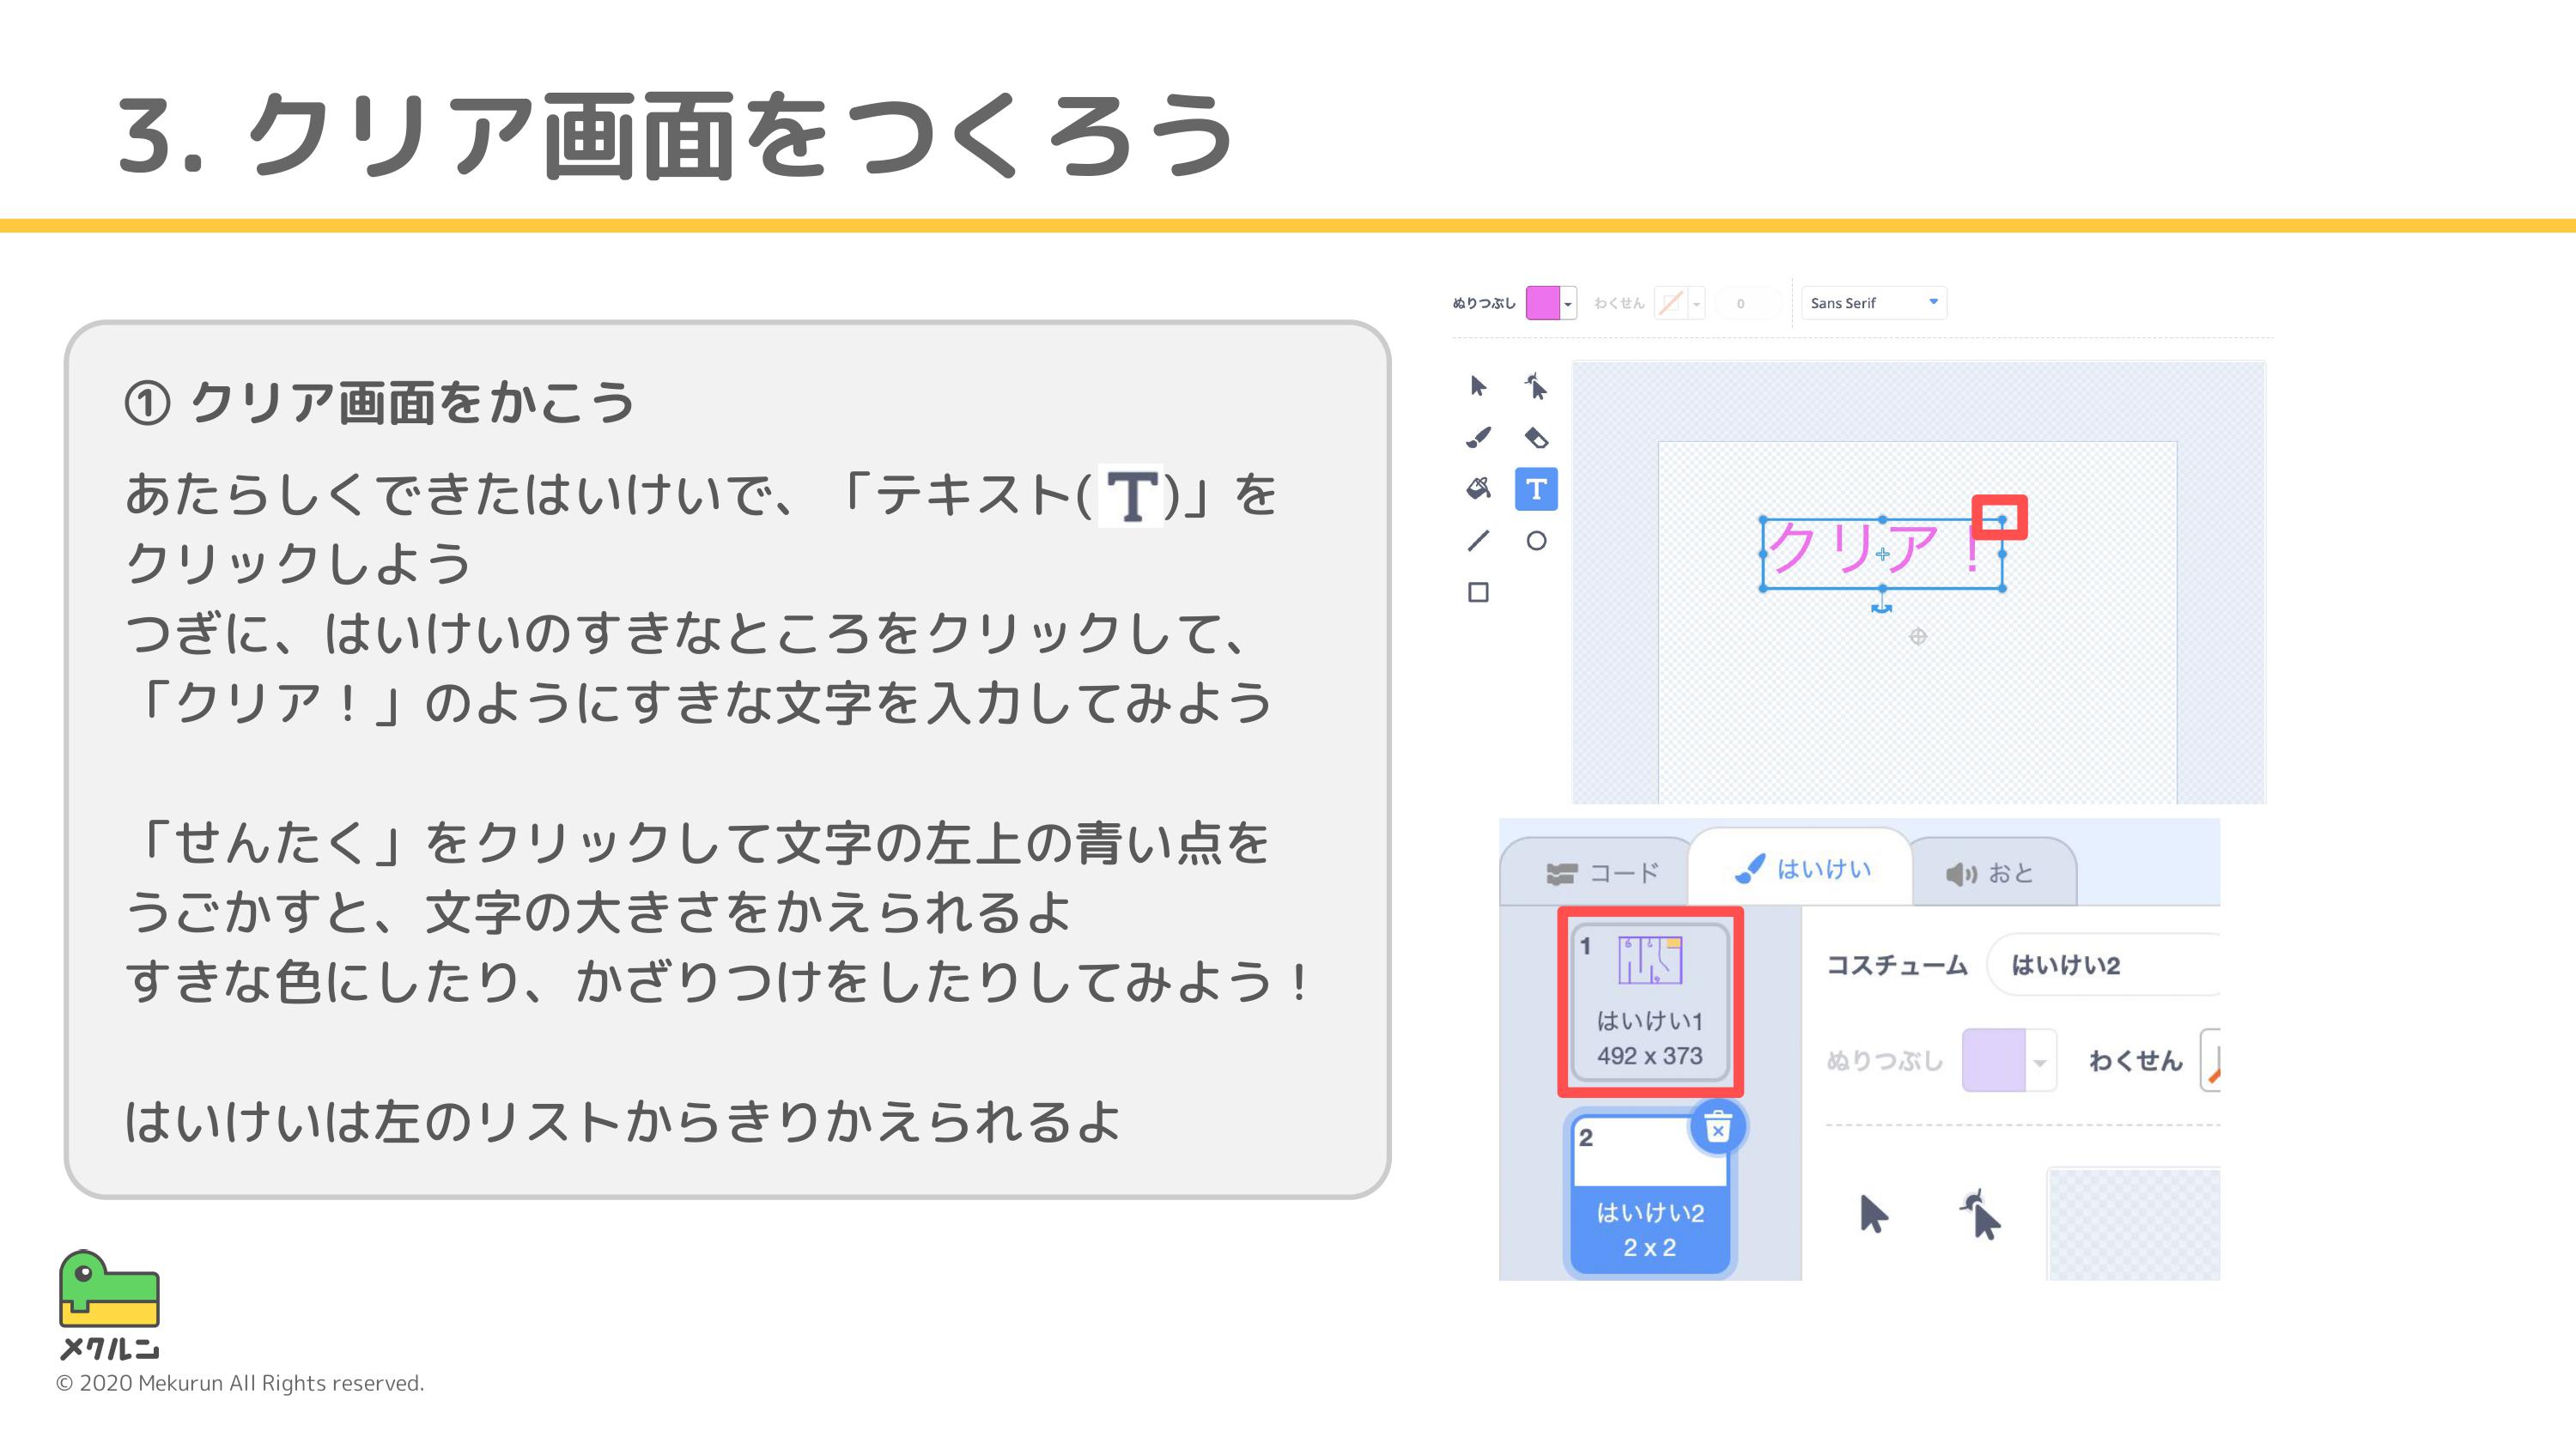 3. クリア画面をつくろう
① クリア画面をかこう
あたらしくできたはいけいで、「テキスト(T)」を
クリックしよう
つぎに、はいけいのすきなところをクリックして、
「クリア！」のようにすきな文字を入力してみよう
「せんたく」をクリックして文字の左上の青い点を
うごかすと、文字の大きさをかえられるよ
すきな色にしたり、かざりつけをしたりしてみよう！
はいけいは左のリストからきりかえられるよ
ぬりつぶし わくせん 0 Sans Serif
T
クリア！
コード はいけい おと
1
はいけい1
492 x 373
2
はいけい2
2 x 2
コスチューム はいけい2
ぬりつぶし わくせん
メクルン
© 2020 Mekurun All Rights reserved.